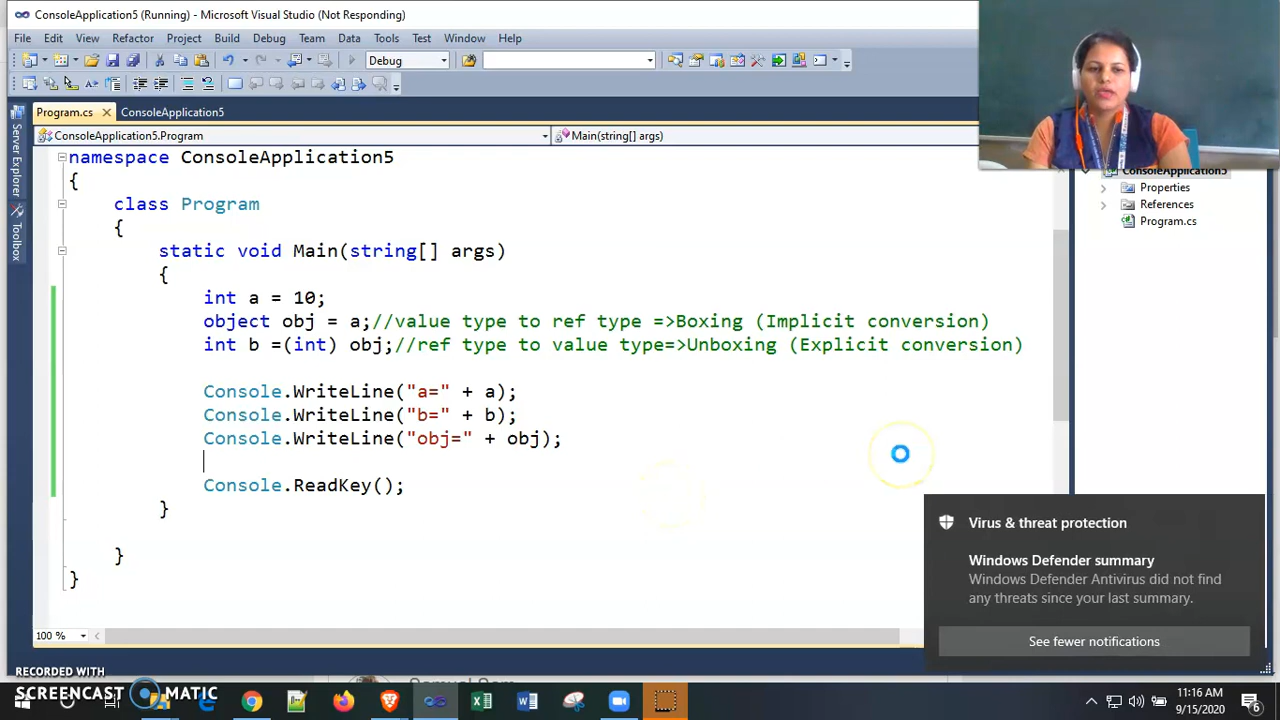 ConsoleApplication5 (Running) - Microsoft Visual Studio (Not Responding)
File Edit View Refactor Project Build Debug Team Data Tools Test Window Help
Debug
Program.cs ConsoleApplication5
ConsoleApplication5.Program Main(string[] args)
Server Explorer
Toolbox
namespace ConsoleApplication5
{
class Program
{
static void Main(string[] args)
{
int a = 10;
object obj = a;//value type to ref type =>Boxing (Implicit conversion)
int b =(int) obj;//ref type to value type=>Unboxing (Explicit conversion)
Console.WriteLine("a=" + a);
Console.WriteLine("b=" + b);
Console.WriteLine("obj=" + obj);
Console.ReadKey();
}
}
}
100 %
ConsoleApplication5
Properties
References
Program.cs
Virus & threat protection
Windows Defender summary
Windows Defender Antivirus did not find
any threats since your last summary.
See fewer notifications
RECORDED WITH
SCREENCAST MATIC
11:16 AM
9/15/2020
6